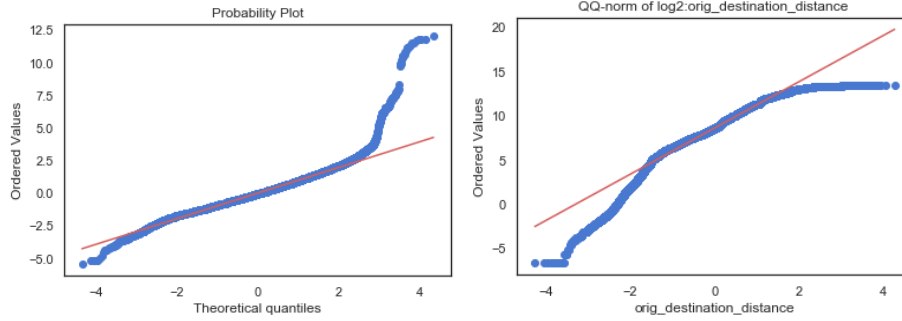 Probability Plot
12.5
10.0
7.5
5.0
2.5
0.0
−2.5
−5.0
Ordered Values
−4 −2 0 2 4
Theoretical quantiles
QQ-norm of log2:orig_destination_distance
20
15
10
5
0
−5
Ordered Values
−4 −2 0 2 4
orig_destination_distance